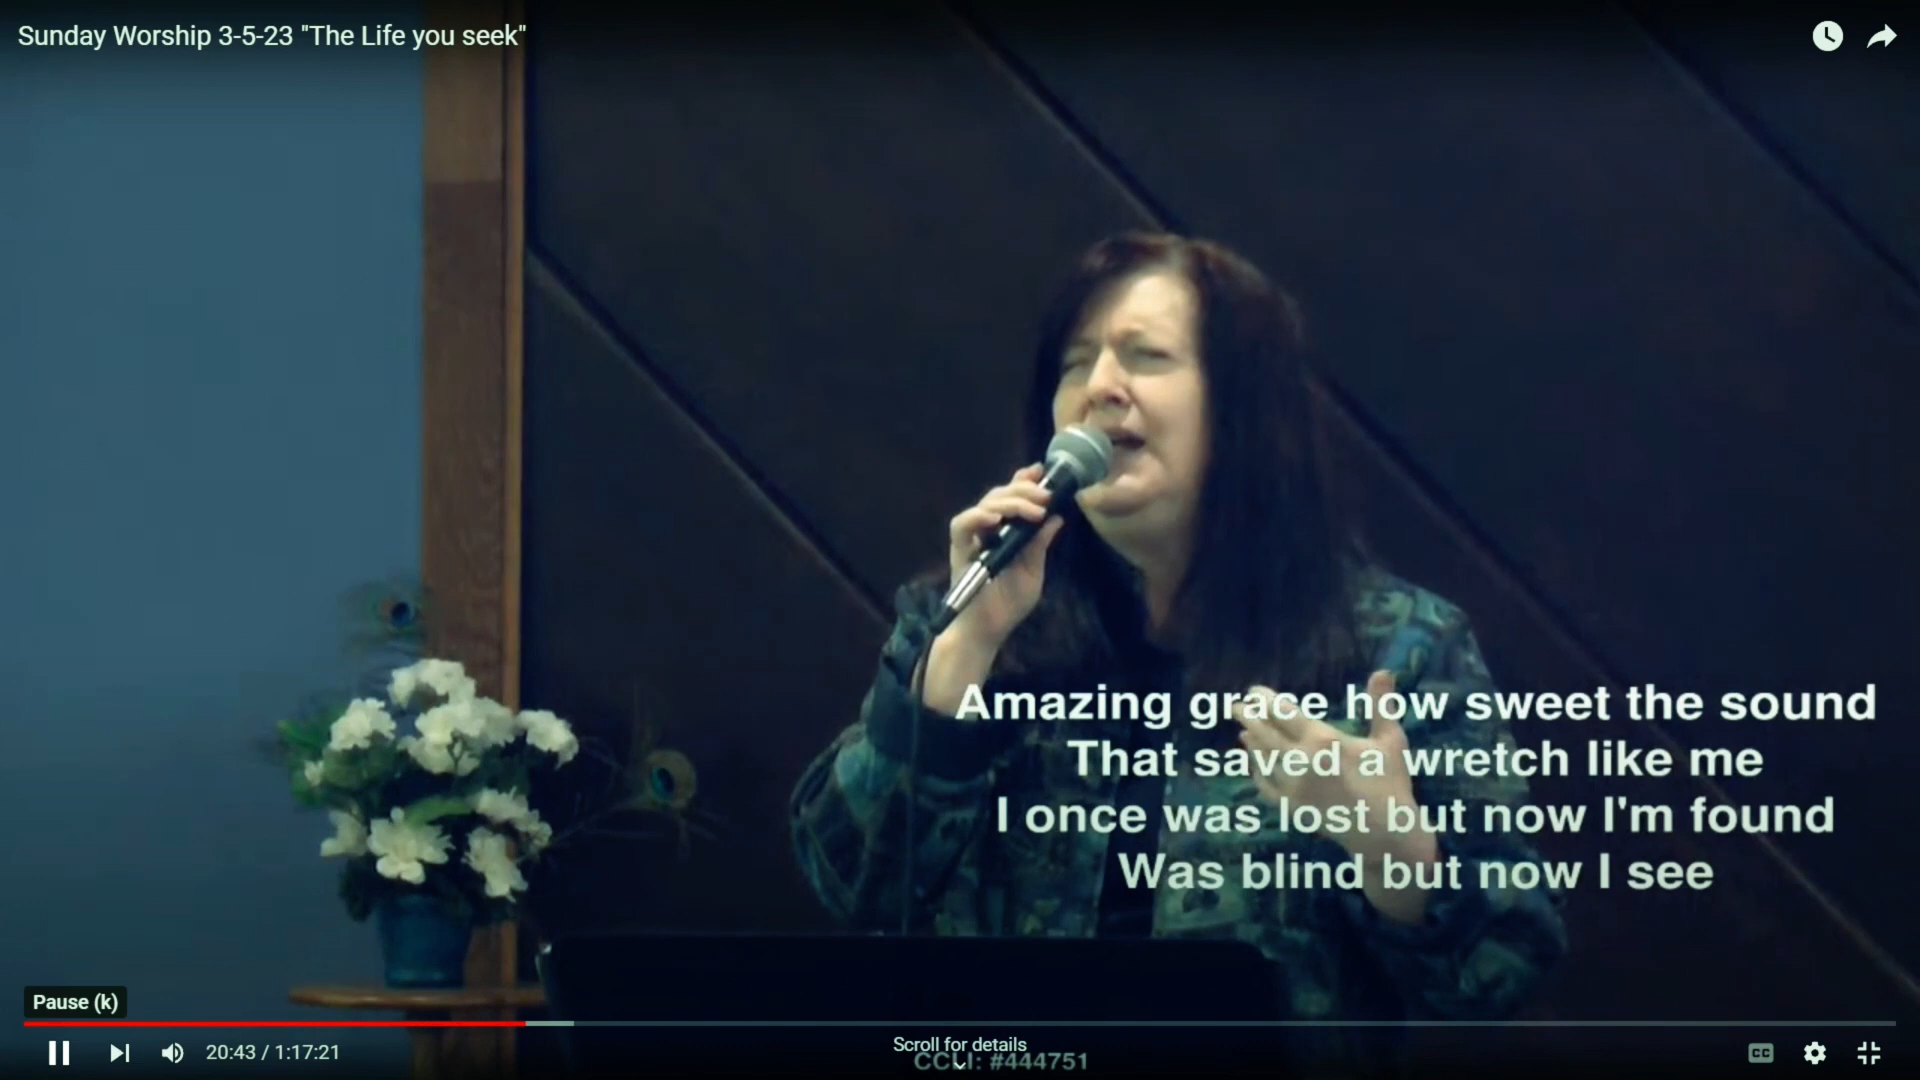 Sunday Worship 3-5-23 "The Life you seek"
Amazing grace how sweet the sound
That saved a wretch like me
I once was lost but now I'm found
Was blind but now I see
Pause (k)
20:43 / 1:17:21
Scroll for details
CCLI: #444751
CC